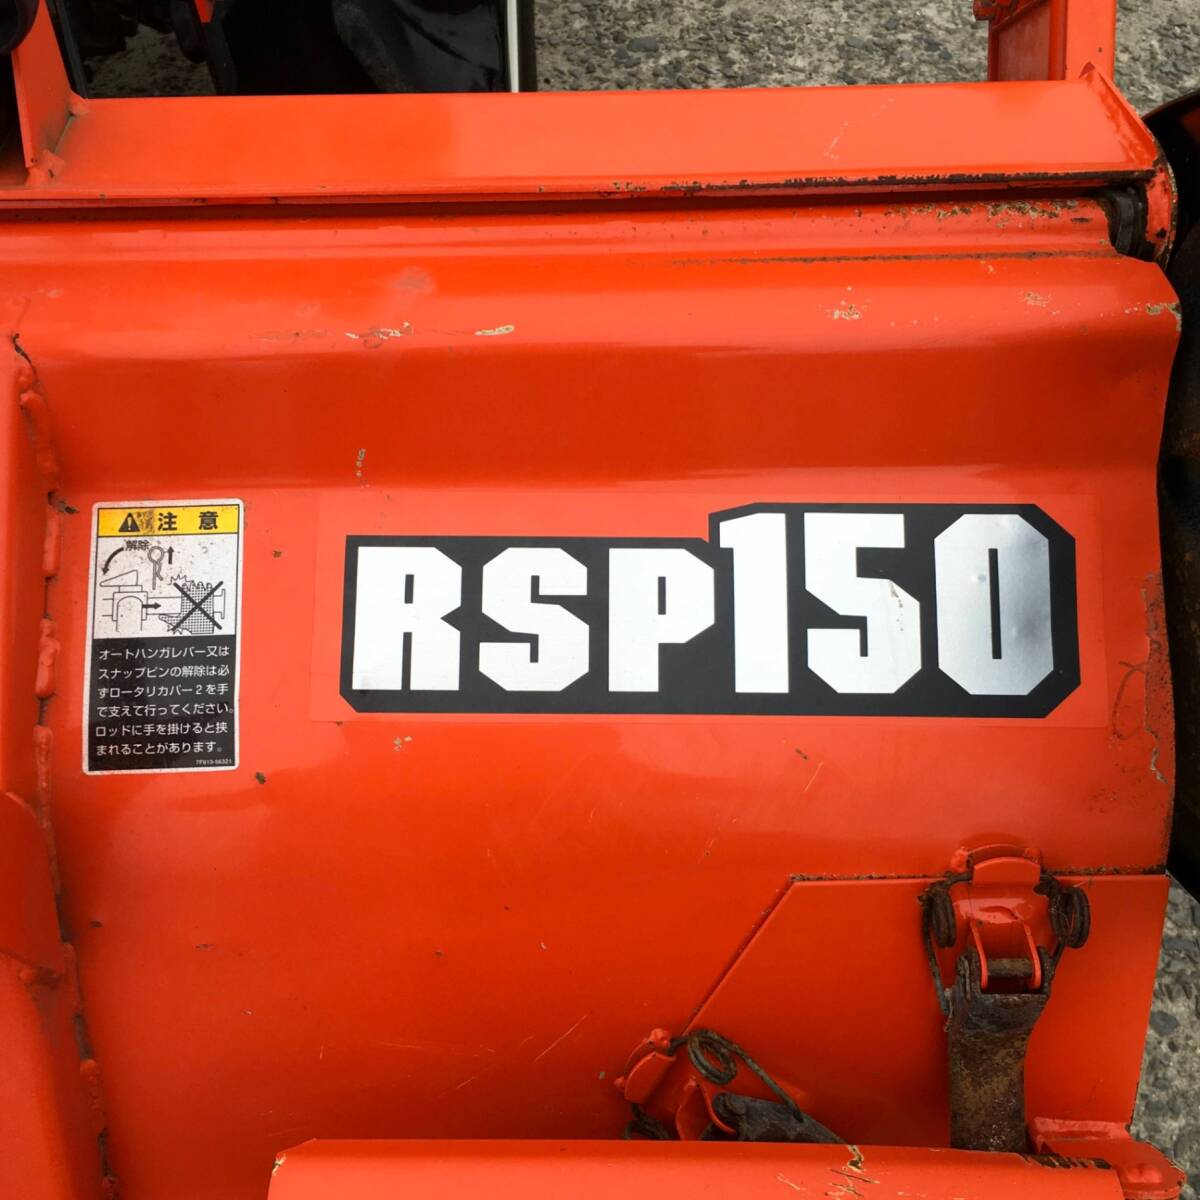 注意
解除
オートハンガレバー又は
スナップピンの解除は必
ずロータリカバー2を手
で支えて行ってください。
ロッドに手を掛けると挟
まれることがあります。
7F613-56321
RSP150